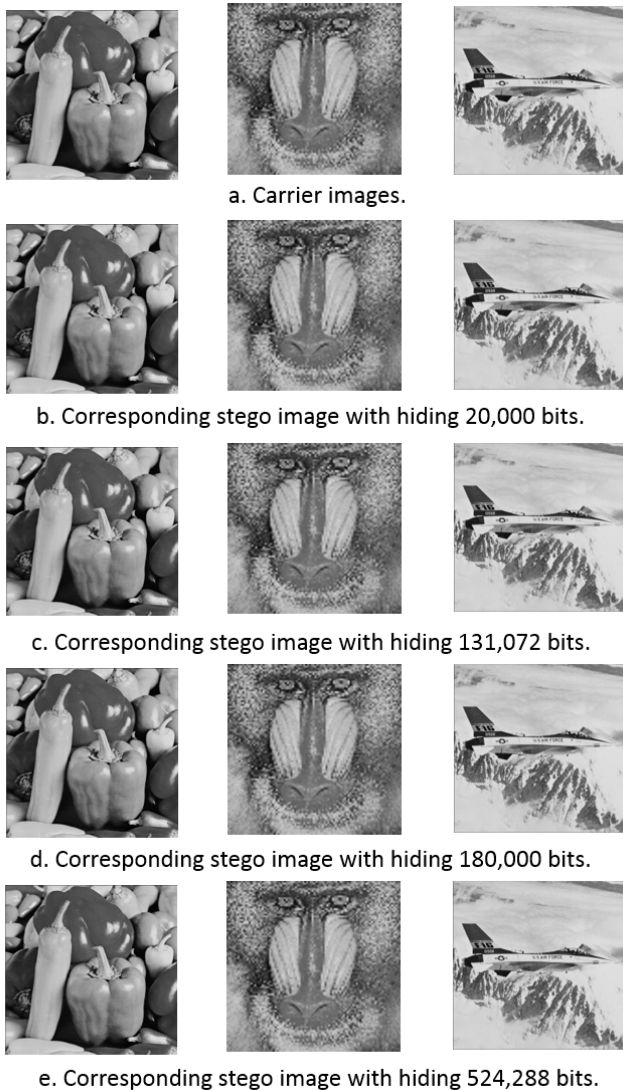 a. Carrier images.
b. Corresponding stego image with hiding 20,000 bits.
c. Corresponding stego image with hiding 131,072 bits.
d. Corresponding stego image with hiding 180,000 bits.
e. Corresponding stego image with hiding 524,288 bits.